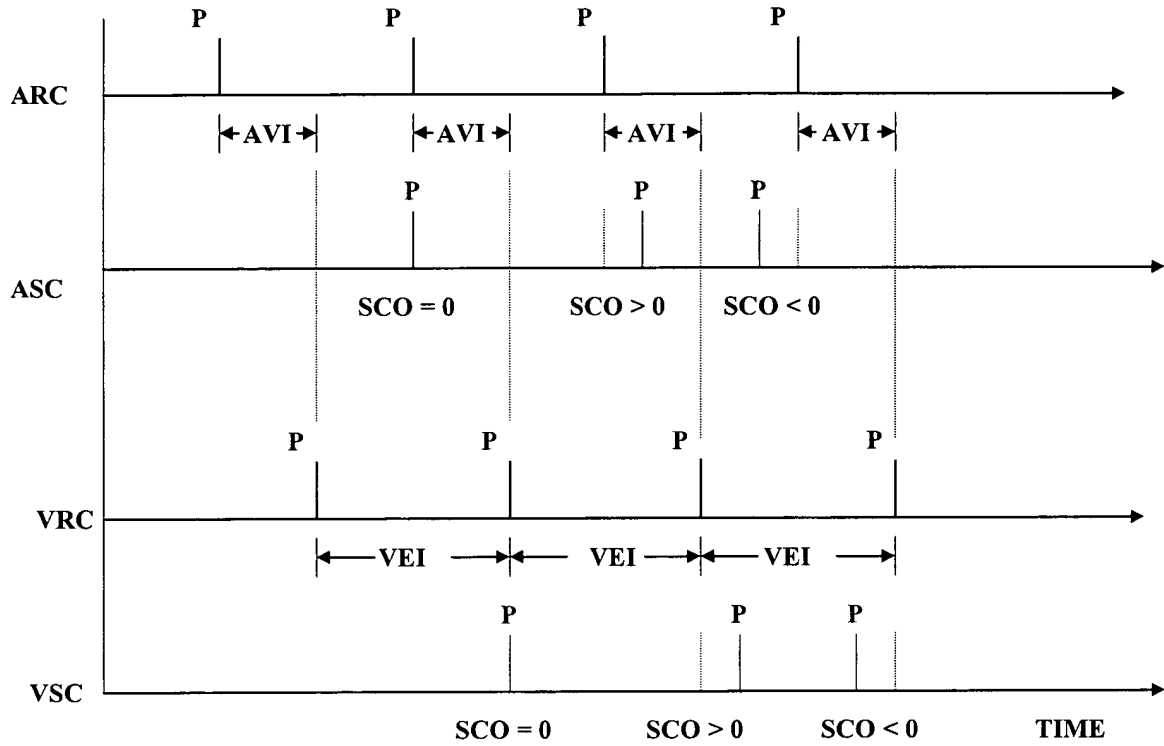 P P P P
ARC
AVI AVI AVI AVI
P P P
ASC
SCO = 0 SCO > 0 SCO < 0
P P P P
VRC
VEI VEI VEI
P P P
VSC
SCO = 0 SCO > 0 SCO < 0 TIME